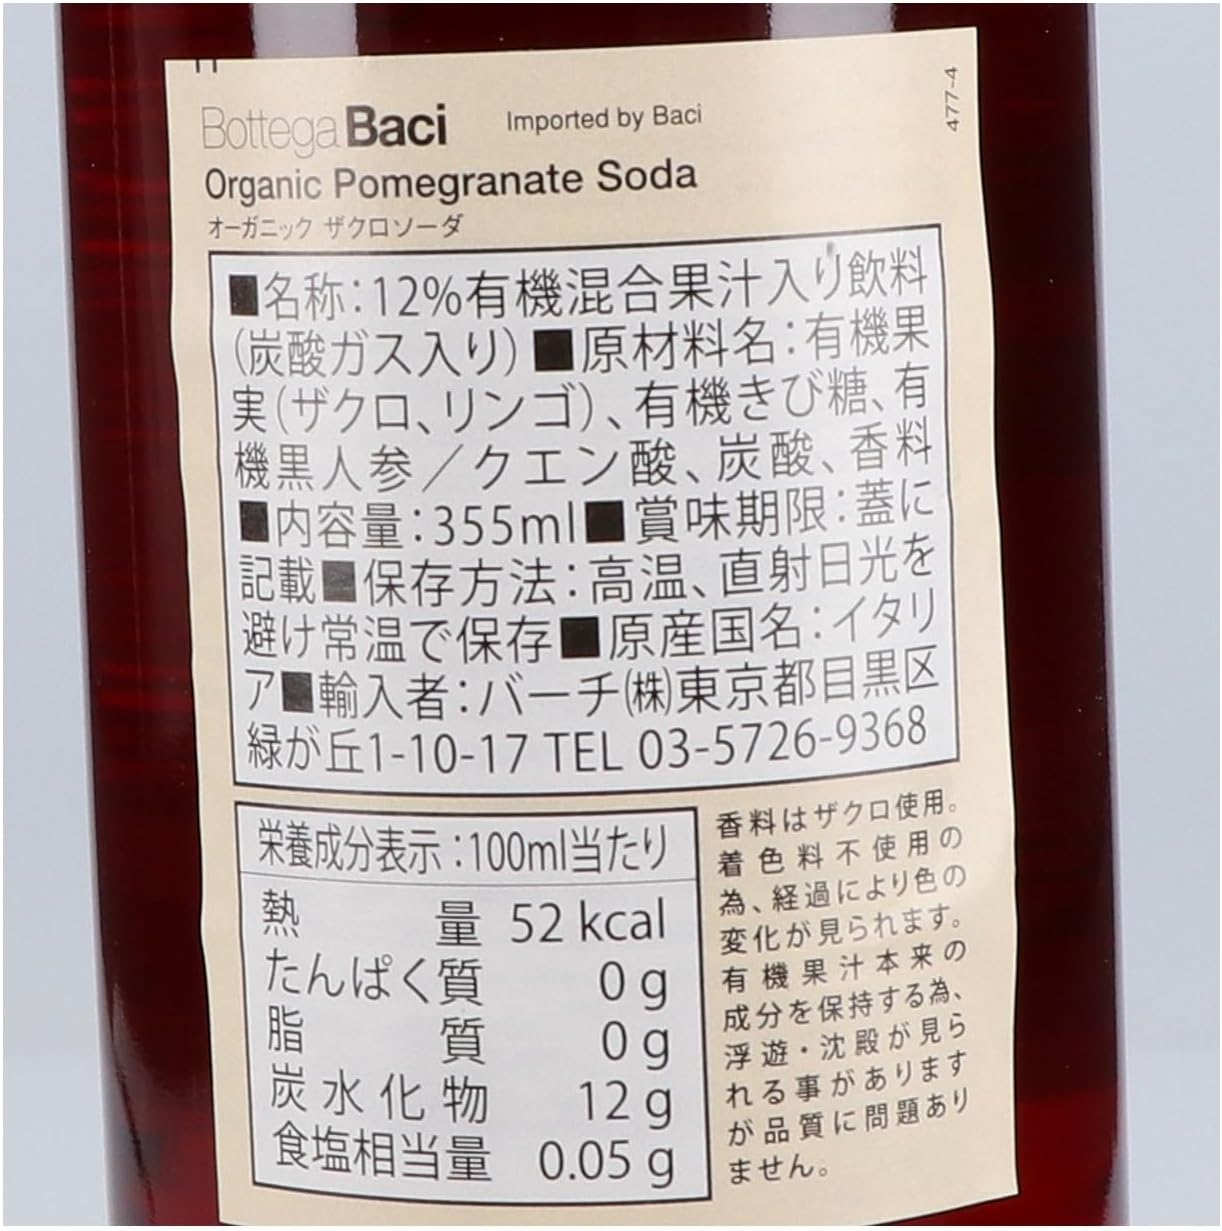 BottegaBaci Imported by Baci
477-4
Organic Pomegranate Soda
オーガニック ザクロソーダ
■名称：12%有機混合果汁入り飲料
（炭酸ガス入り）■原材料名：有機果
実（ザクロ、リンゴ）、有機きび糖、有
機黒人参／クエン酸、炭酸、香料
■内容量：355ml■賞味期限：蓋に
記載■保存方法：高温、直射日光を
避け常温で保存■原産国名：イタリ
ア■輸入者：バーチ㈱東京都目黒区
緑が丘1-10-17 TEL 03-5726-9368
栄養成分表示：100ml当たり
熱量 52 kcal
たんぱく質 0 g
脂質 0 g
炭水化物 12 g
食塩相当量 0.05 g
香料はザクロ使用。
着色料不使用の
為、経過により色の
変化が見られます。
有機果汁本来の
成分を保持する為、
浮遊・沈殿が見ら
れる事があります
が品質に問題あり
ません。